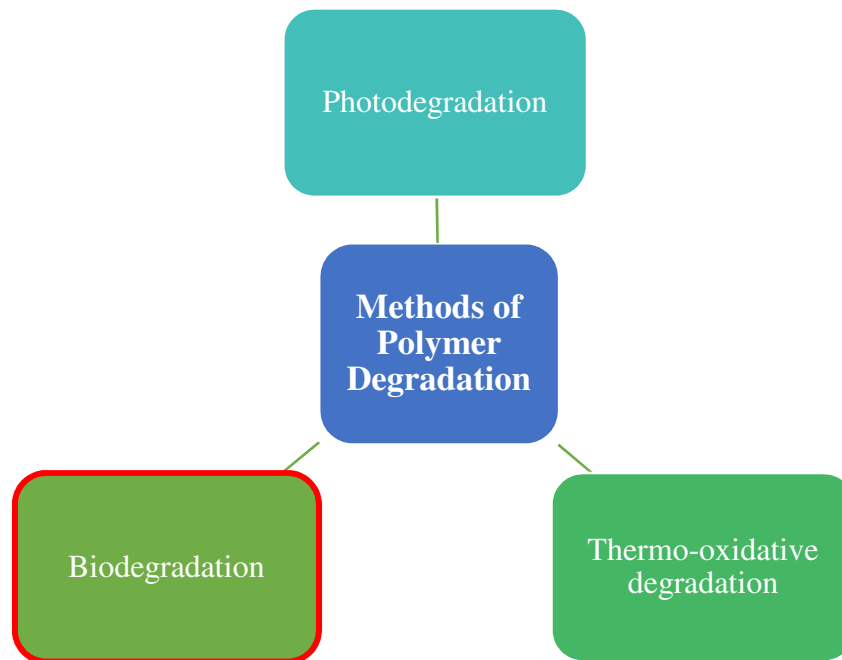 Photodegradation
Methods of
Polymer
Degradation
Biodegradation
Thermo-oxidative
degradation